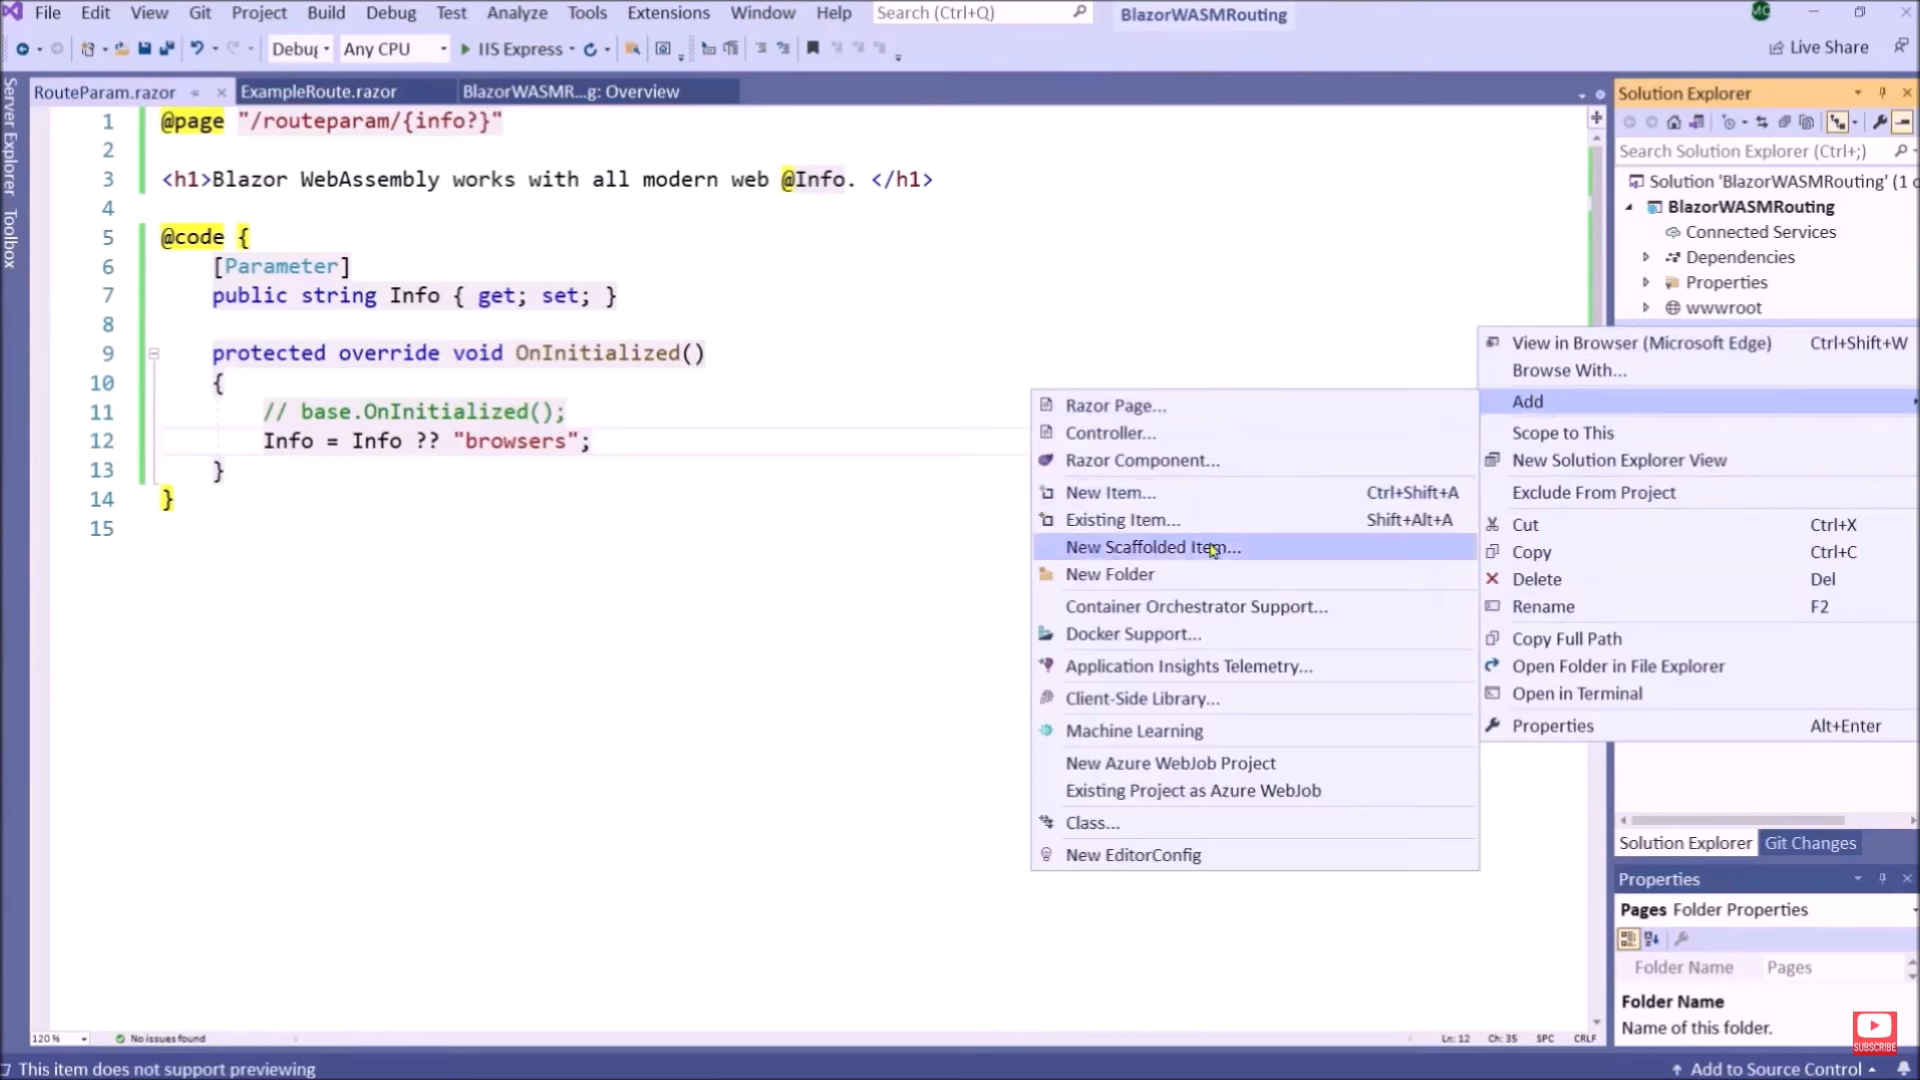 File Edit View Git Project Build Debug Test Analyze Tools Extensions Window Help Search (Ctrl+Q) BlazorWASMRouting MO
Debug Any CPU IIS Express Live Share
Server Explorer
Toolbox
RouteParam.razor ExampleRoute.razor BlazorWASMR...g: Overview
1 @page "/routeparam/{info?}"
2
3 <h1>Blazor WebAssembly works with all modern web @Info. </h1>
4
5 @code {
6 [Parameter]
7 public string Info { get; set; }
8
9 protected override void OnInitialized()
10 {
11 // base.OnInitialized();
12 Info = Info ?? "browsers";
13 }
14 }
15
Razor Page...
Controller...
Razor Component...
New Item... Ctrl+Shift+A
Existing Item... Shift+Alt+A
New Scaffolded Item...
New Folder
Container Orchestrator Support...
Docker Support...
Application Insights Telemetry...
Client-Side Library...
Machine Learning
New Azure WebJob Project
Existing Project as Azure WebJob
Class...
New EditorConfig
View in Browser (Microsoft Edge) Ctrl+Shift+W
Browse With...
Add
Scope to This
New Solution Explorer View
Exclude From Project
Cut Ctrl+X
Copy Ctrl+C
Delete Del
Rename F2
Copy Full Path
Open Folder in File Explorer
Open in Terminal
Properties Alt+Enter
Solution Explorer
Search Solution Explorer (Ctrl+;)
Solution 'BlazorWASMRouting' (1 o
BlazorWASMRouting
Connected Services
Dependencies
Properties
wwwroot
Solution Explorer Git Changes
Properties
Pages Folder Properties
Folder Name Pages
Folder Name
Name of this folder.
SUBSCRIBE
120 % No issues found Ln: 12 Ch: 35 SPC CRLF
This item does not support previewing Add to Source Control